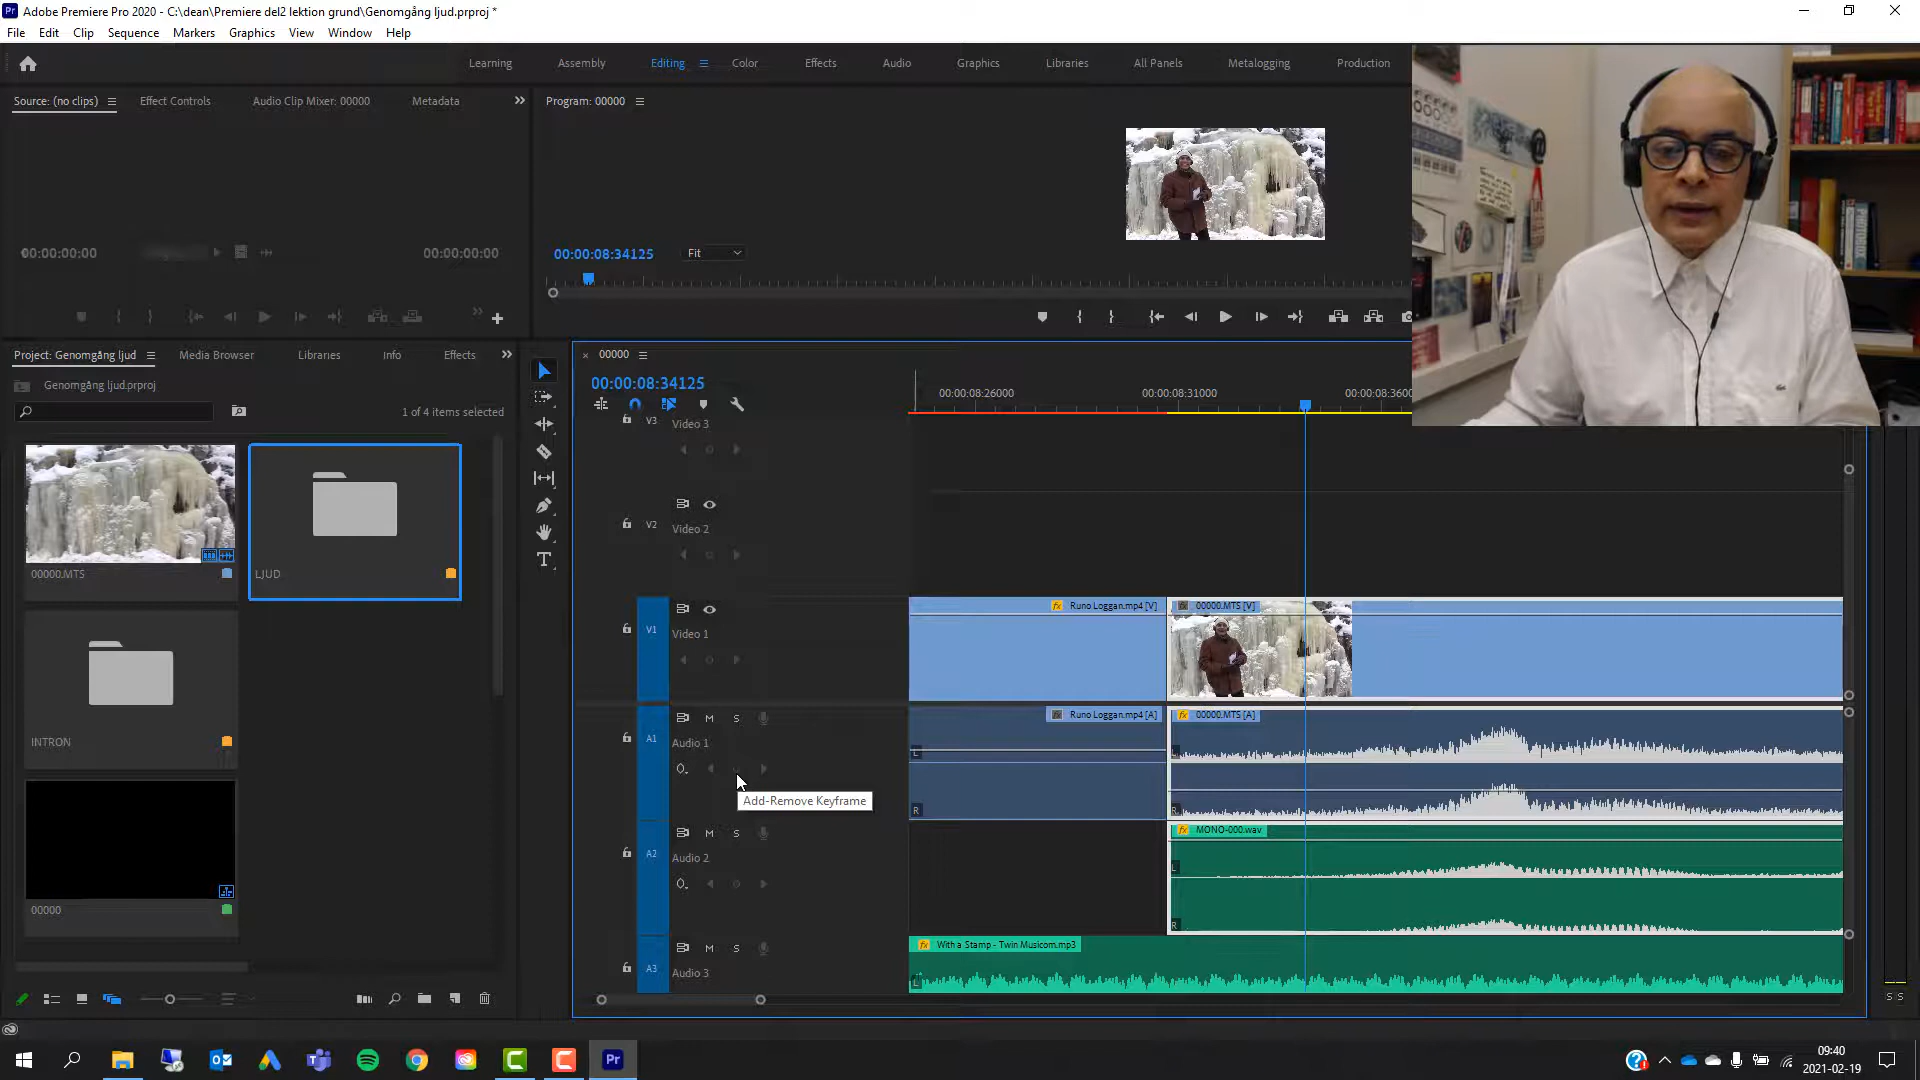 Adobe Premiere Pro 2020 - C:\dean\Premiere del2 lektion grund\Genomgång ljud.prproj *
File Edit Clip Sequence Markers Graphics View Window Help
Learning Assembly Editing Color Effects Audio Graphics Libraries All Panels Metalogging Production
Source: (no clips) Effect Controls Audio Clip Mixer: 00000 Metadata
Program: 00000
00:00:00:00 00:00:00:00
00:00:08:34125 Fit
Project: Genomgång ljud Media Browser Libraries Info Effects
Genomgång ljud.prproj
1 of 4 items selected
00000.MTS
LJUD
INTRON
00000
00000
00:00:08:34125
00:00:08:26000 00:00:08:31000 00:00:08:36000
V3 Video 3
V2 Video 2
V1 Video 1
Runo Loggan.mp4 [V] 00000.MTS [V]
A1 M S
Audio 1
Runo Loggan.mp4 [A] 00000.MTS [A]
L L
R R
Add-Remove Keyframe
A2 M S
Audio 2
MONO-000.wav
L
R
A3 M S
Audio 3
With a Stamp - Twin Musicom.mp3
L
S S
Pr
09:40
2021-02-19